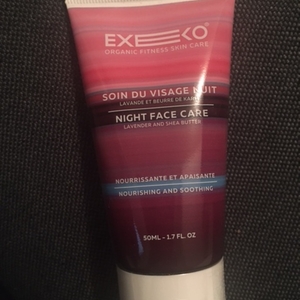 EXEKO
ORGANIC FITNESS SKIN CARE
SOIN DU VISAGE NUIT
LAVANDE ET BEURRE DE KARITÉ
NIGHT FACE CARE
LAVENDER AND SHEA BUTTER
NOURRISSANTE ET APAISANTE
NOURISHING AND SOOTHING
50ML - 1.7 FL. OZ